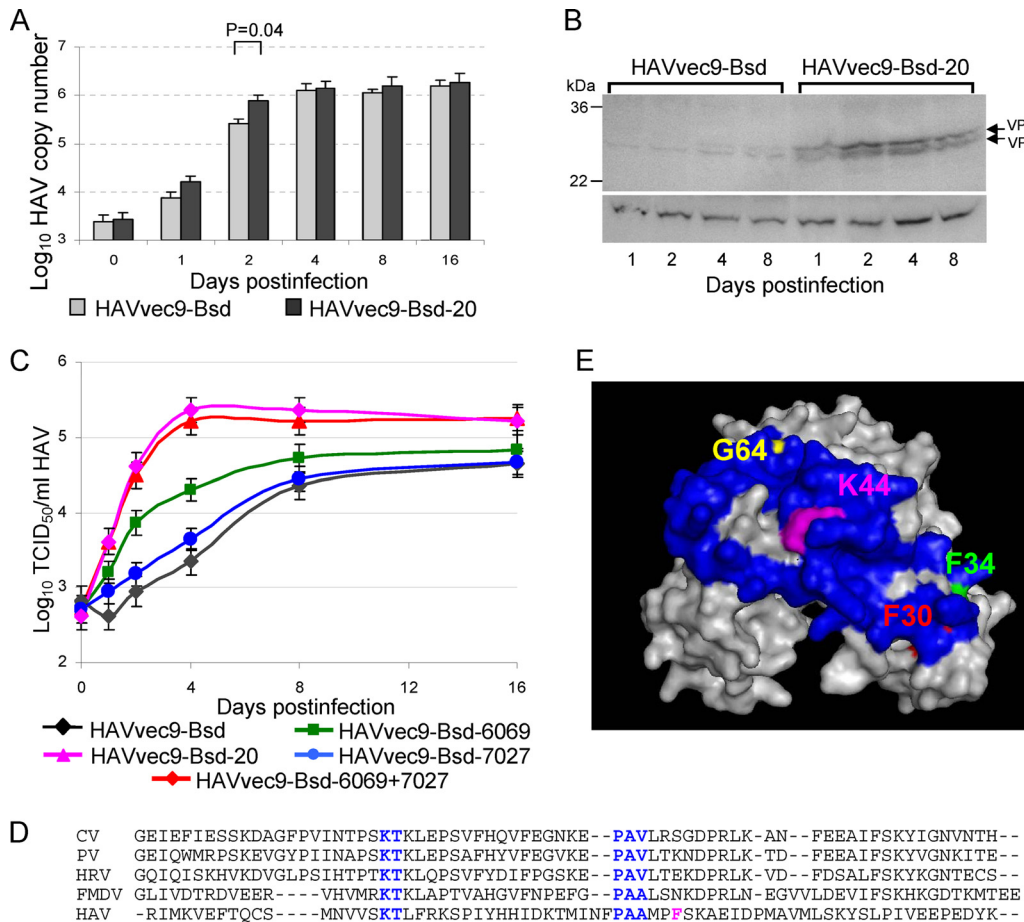 A
P=0.04
Log10 HAV copy number
7
6
5
4
3
0 1 2 4 8 16
Days postinfection
HAVvec9-Bsd HAVvec9-Bsd-20
B
HAVvec9-Bsd HAVvec9-Bsd-20
kDa
36
22
VP
VP
1 2 4 8 1 2 4 8
Days postinfection
C
Log10 TCID50/ml HAV
6
5
4
3
2
0 4 8 12 16
Days postinfection
HAVvec9-Bsd HAVvec9-Bsd-6069
HAVvec9-Bsd-20 HAVvec9-Bsd-7027
HAVvec9-Bsd-6069+7027
E
G64
K44
F34
F30
D
CV GEIEFIESSKDAGFPVINTPSKTKLEPSVFHQVFEGNKE--PAVLRSGDPRLK-AN--FEEAIFSKYIGNVNTH---
PV GEIQWMRPSKEVGYPIINAPSKTKLEPSAFHYVFEGVKE--PAVLTKNDPRLK-TD--FEEAIFSKYVGNKITE---
HRV GQIQISKHVKDVGLPSIHTPTKTKLQPSVFYDIFPGSKE--PAVLTEKDPRLK-VD--FDSALFSKYKGNTECS---
FMDV GLIVDTRDVEER----VHVMRKTKLAPTVAHGVFNPEFG--PAALSNKDPRLN-EGVVLDEVIFSKHKGDTKMTEE
HAV -RIMKVEFTQCS----MNVVSKTLFRKSPIYHHIDKTMINFPAAMPFSKAEIDPMAVMLSKYSLPIVEEPEDYK---